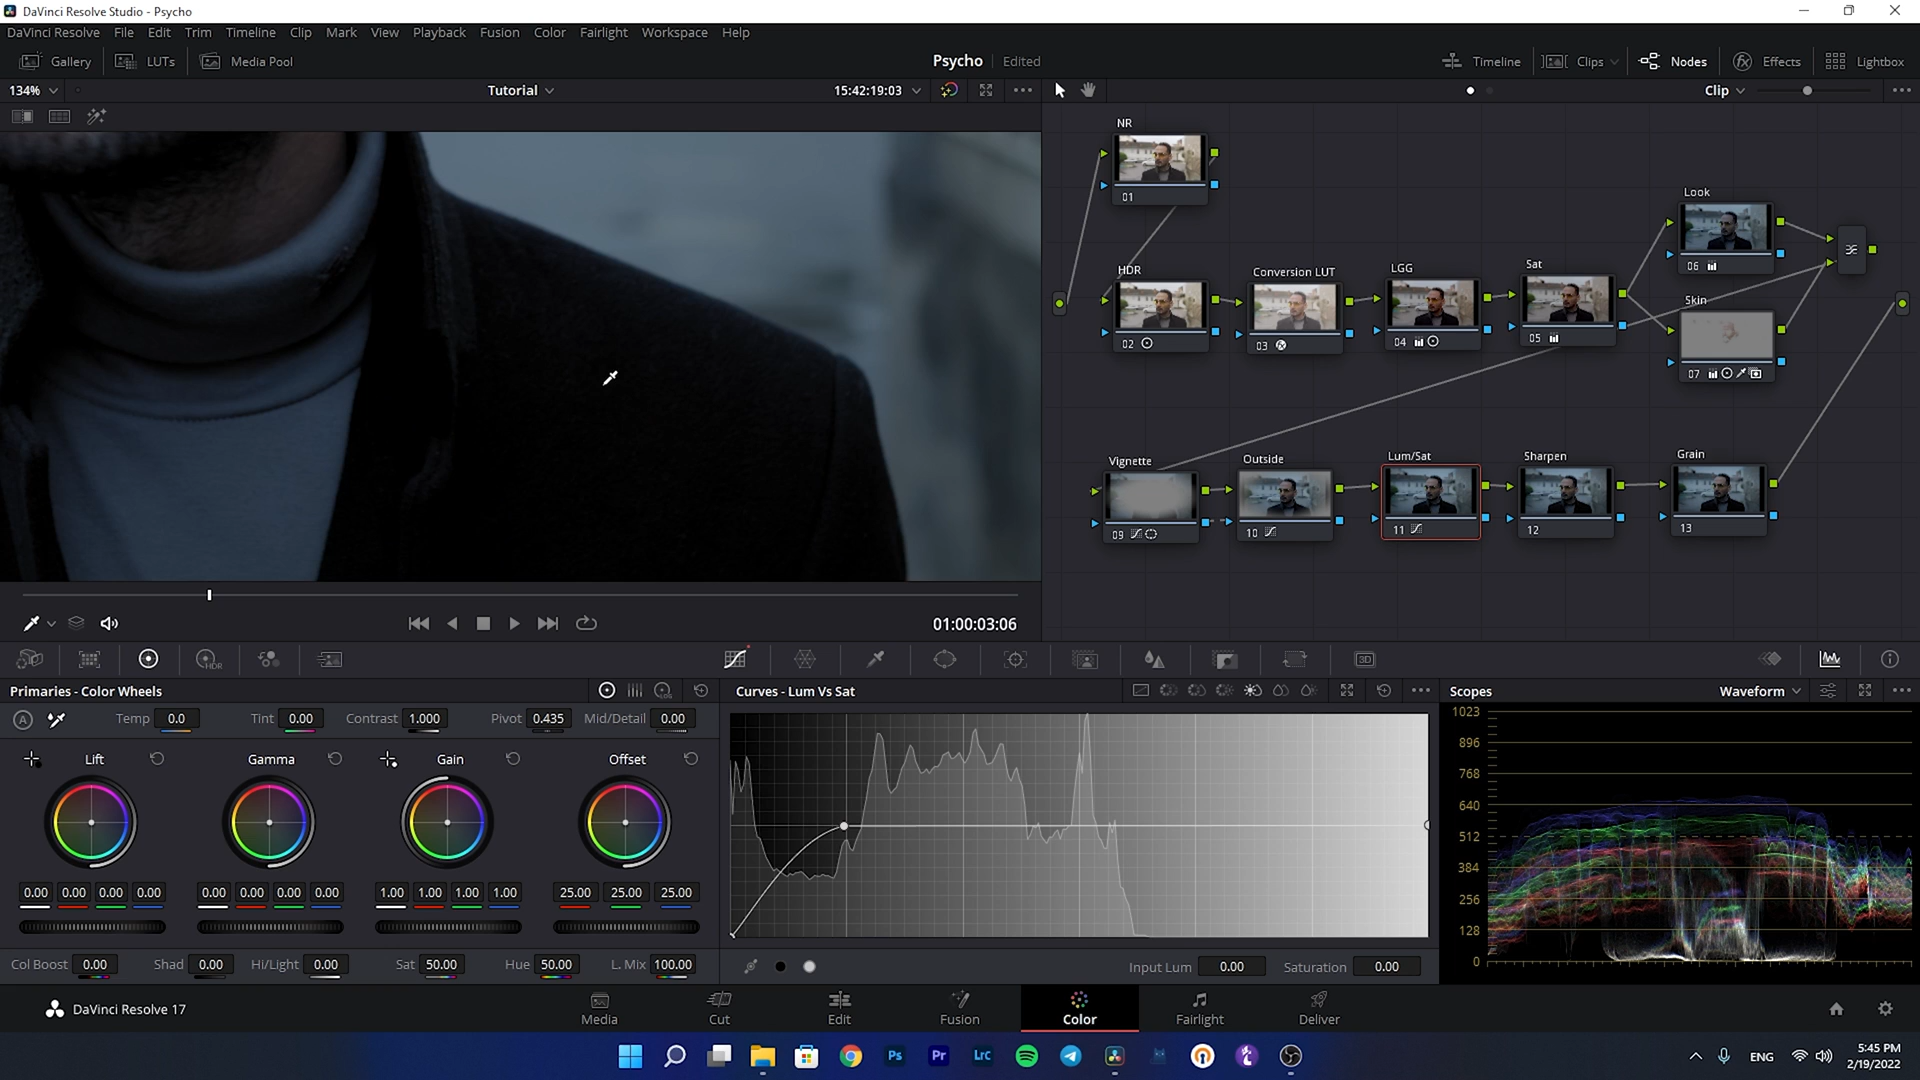 DaVinci Resolve Studio - Psycho
DaVinci Resolve File Edit Trim Timeline Clip Mark View Playback Fusion Color Fairlight Workspace Help
Gallery LUTs Media Pool Psycho Edited Timeline Clips Nodes Effects Lightbox
134% Tutorial 15:42:19:03 Clip
NR
01
Look
06
HDR
02
Conversion LUT
03
LGG
04
Sat
05
Skin
07
Vignette
09
Outside
10
Lum/Sat
11
Sharpen
12
Grain
13
01:00:03:06
HDR
3D
Primaries - Color Wheels
Curves - Lum Vs Sat
Scopes
Waveform
A Temp 0.0 Tint 0.00 Contrast 1.000 Pivot 0.435 Mid/Detail 0.00
Lift Gamma Gain Offset
0.00 0.00 0.00 0.00 0.00 0.00 0.00 0.00 1.00 1.00 1.00 1.00 25.00 25.00 25.00
Col Boost 0.00 Shad 0.00 Hi/Light 0.00 Sat 50.00 Hue 50.00 L. Mix 100.00
Input Lum 0.00 Saturation 0.00
1023
896
768
640
512
384
256
128
0
DaVinci Resolve 17
Media Cut Edit Fusion Color Fairlight Deliver
Ps Pr Lrc
ENG
5:45 PM
2/19/2022